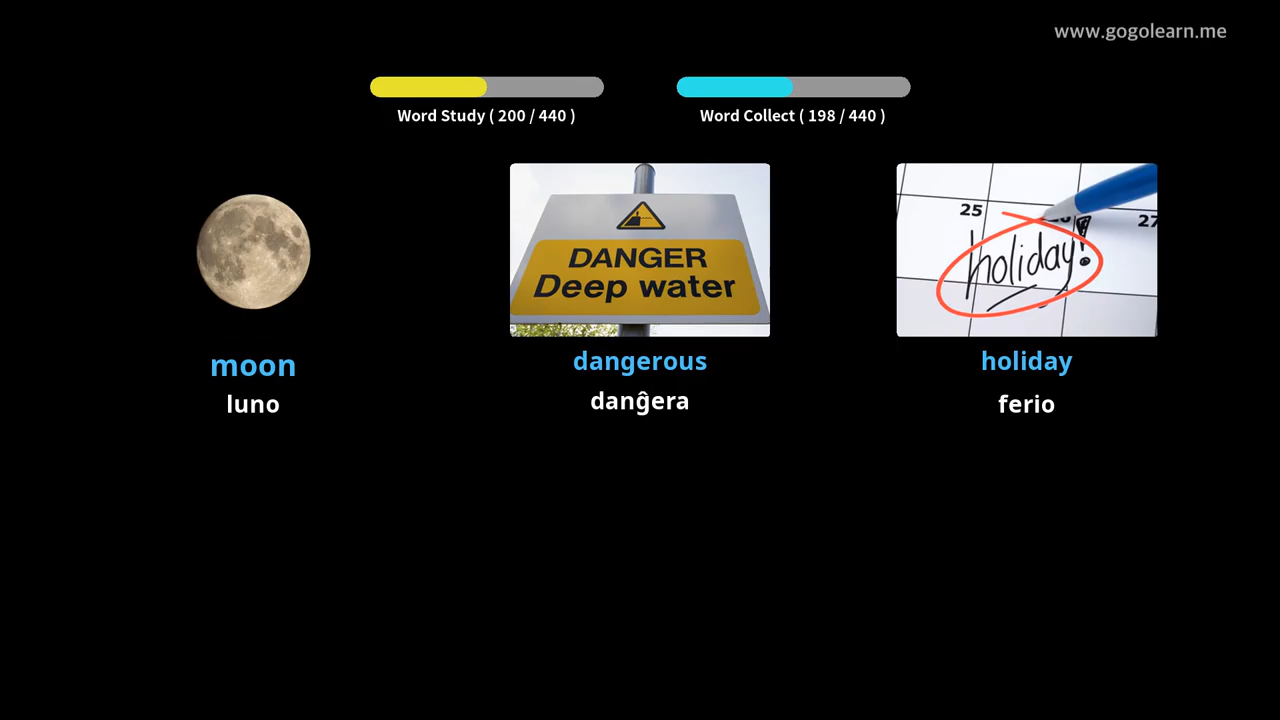 www.gogolearn.me
Word Study ( 200 / 440 )
Word Collect ( 198 / 440 )
DANGER
Deep water
25
27
holiday!
moon
dangerous
holiday
luno
danĝera
ferio